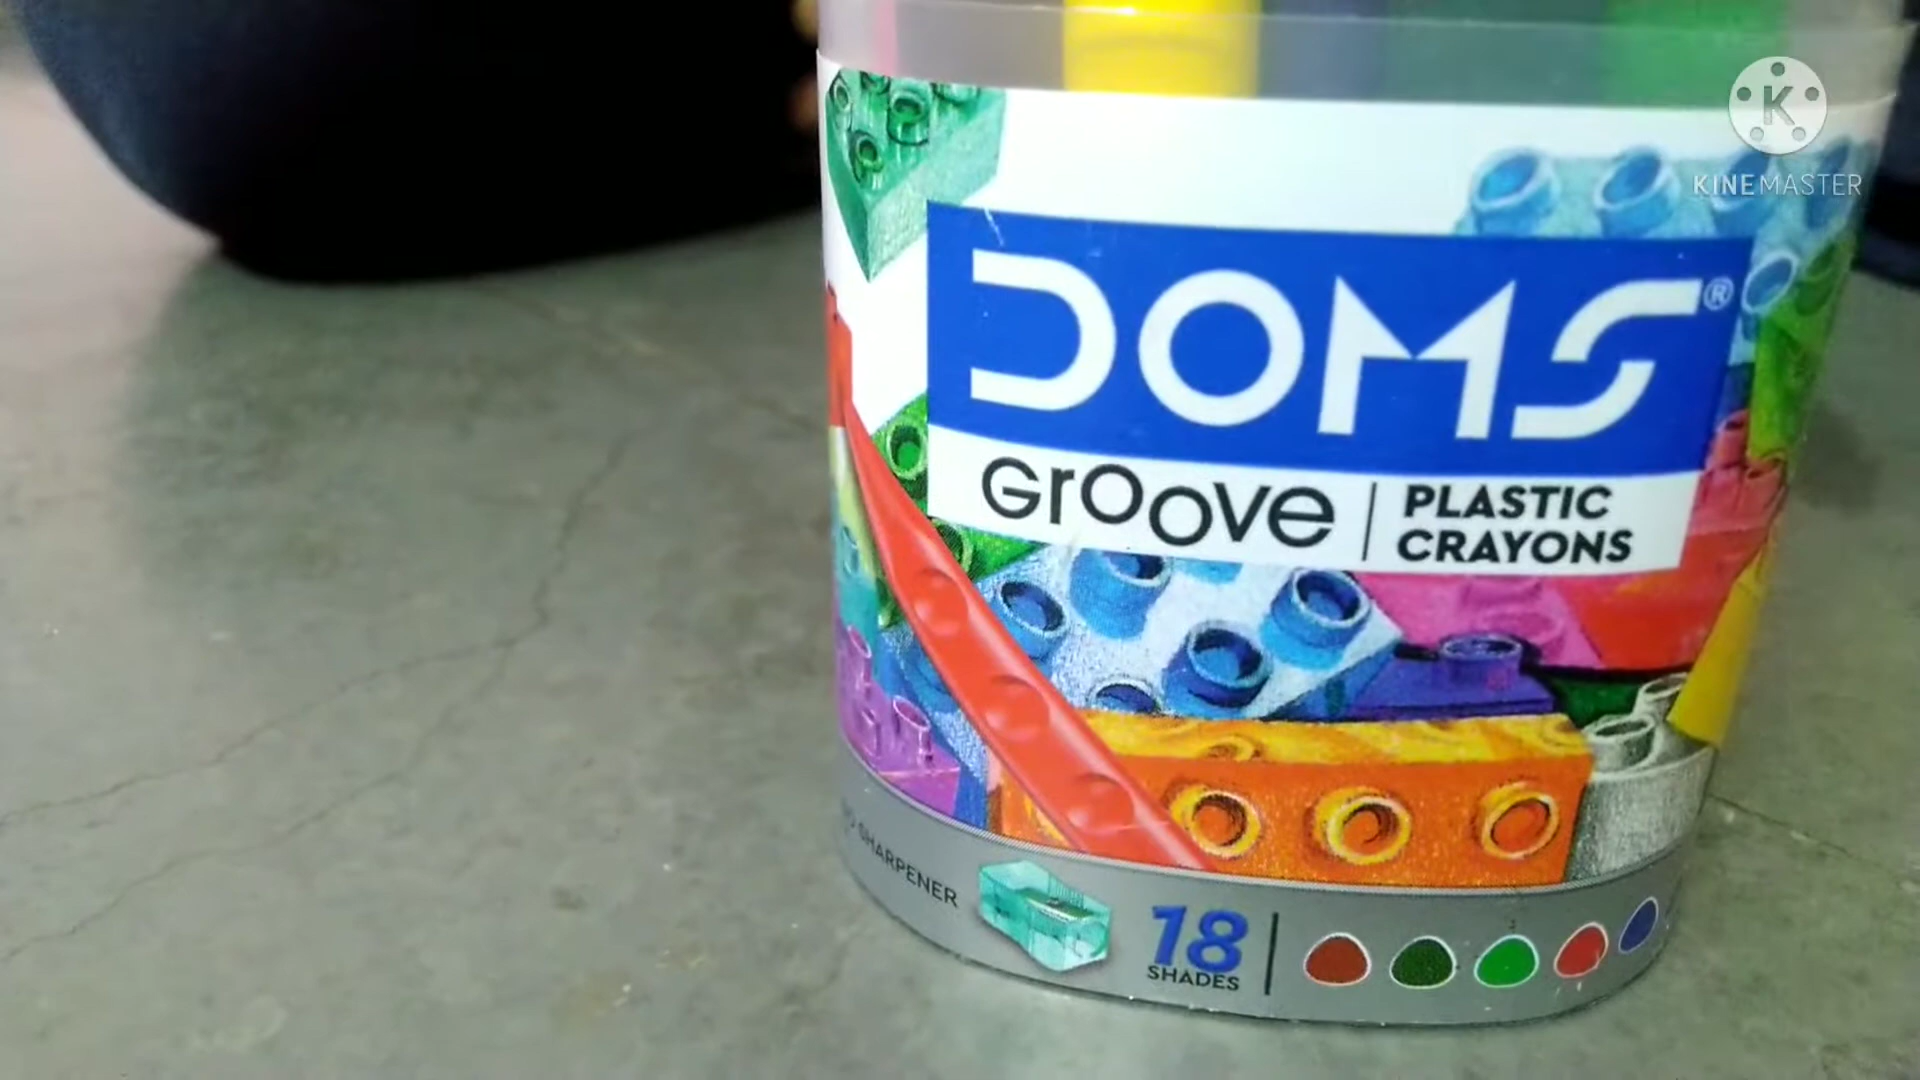 K
KINEMASTER
DOMS®
Groove | PLASTIC
CRAYONS
SHARPENER
18
SHADES